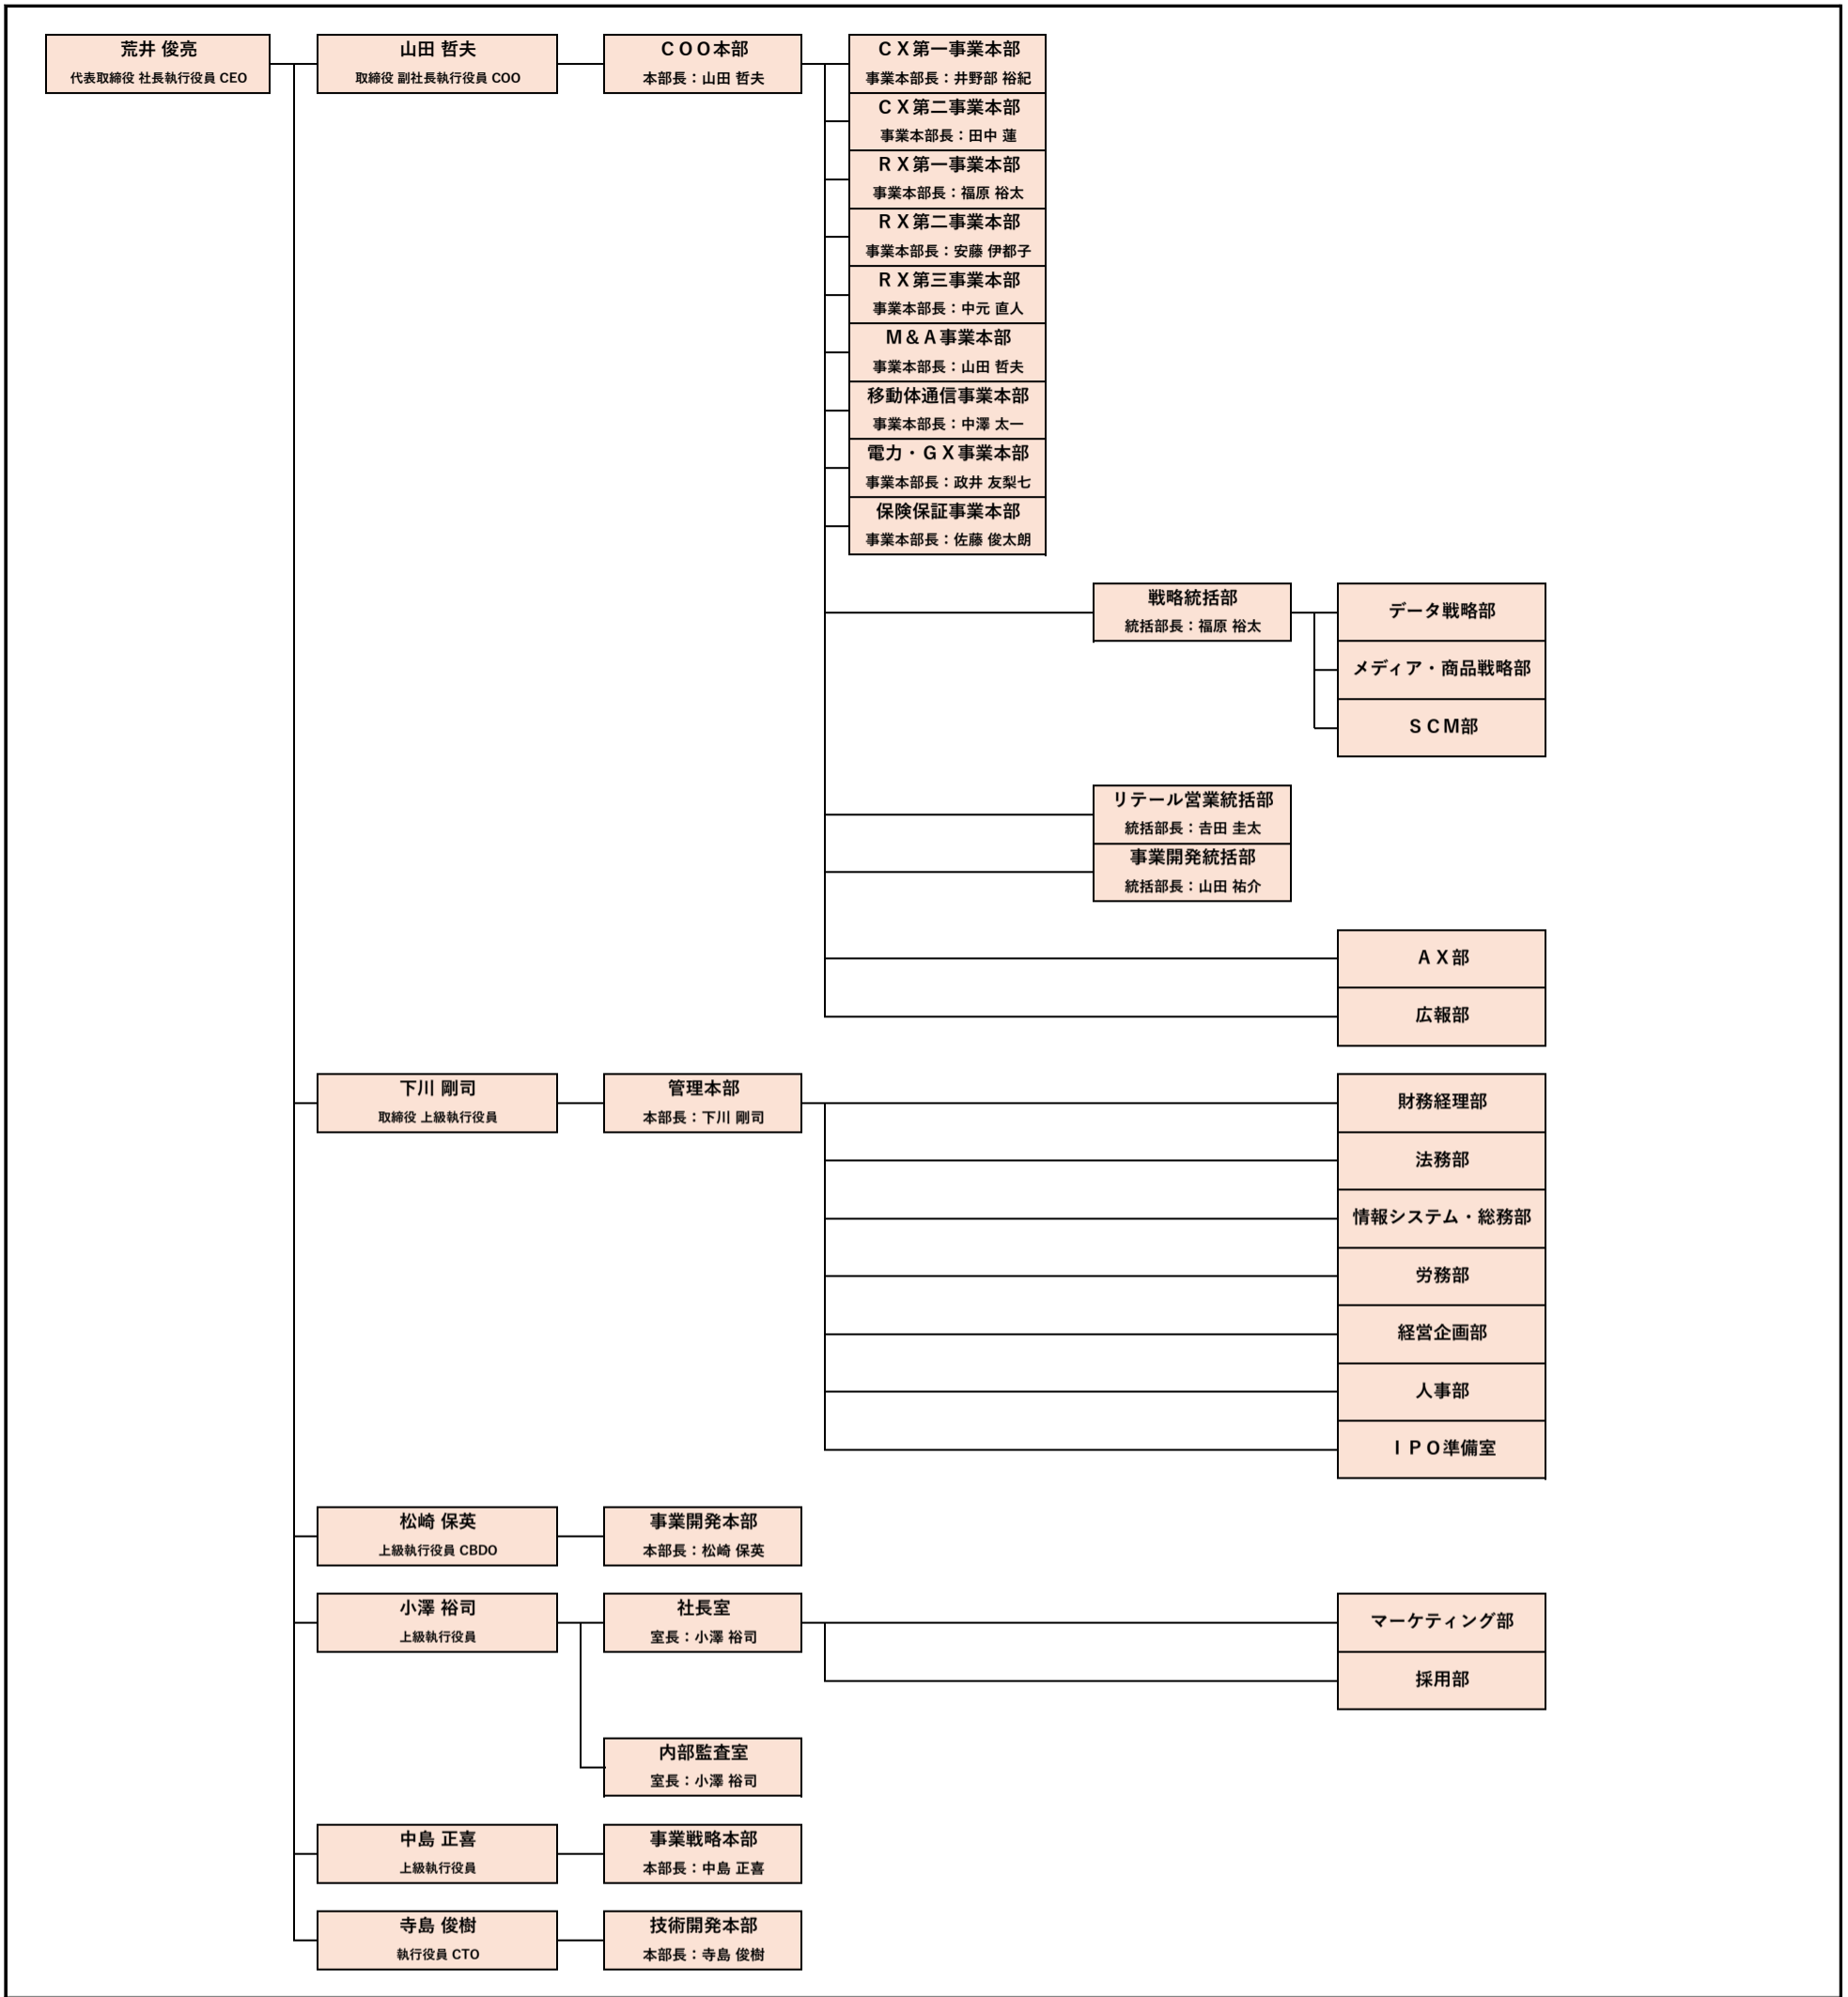 荒井 俊亮
代表取締役 社長執行役員 CEO
山田 哲夫
取締役 副社長執行役員 COO
ＣＯＯ本部
本部長：山田 哲夫
ＣＸ第一事業本部
事業本部長：井野部 裕紀
ＣＸ第二事業本部
事業本部長：田中 蓮
ＲＸ第一事業本部
事業本部長：福原 裕太
ＲＸ第二事業本部
事業本部長：安藤 伊都子
ＲＸ第三事業本部
事業本部長：中元 直人
Ｍ＆Ａ事業本部
事業本部長：山田 哲夫
移動体通信事業本部
事業本部長：中澤 太一
電力・ＧＸ事業本部
事業本部長：政井 友梨七
保険保証事業本部
事業本部長：佐藤 俊太朗
戦略統括部
統括部長：福原 裕太
データ戦略部
メディア・商品戦略部
ＳＣＭ部
リテール営業統括部
統括部長：𠮷田 圭太
事業開発統括部
統括部長：山田 祐介
ＡＸ部
広報部
下川 剛司
取締役 上級執行役員
管理本部
本部長：下川 剛司
財務経理部
法務部
情報システム・総務部
労務部
経営企画部
人事部
ＩＰＯ準備室
松崎 保英
上級執行役員 CBDO
事業開発本部
本部長：松崎 保英
小澤 裕司
上級執行役員
社長室
室長：小澤 裕司
マーケティング部
採用部
内部監査室
室長：小澤 裕司
中島 正喜
上級執行役員
事業戦略本部
本部長：中島 正喜
寺島 俊樹
執行役員 CTO
技術開発本部
本部長：寺島 俊樹